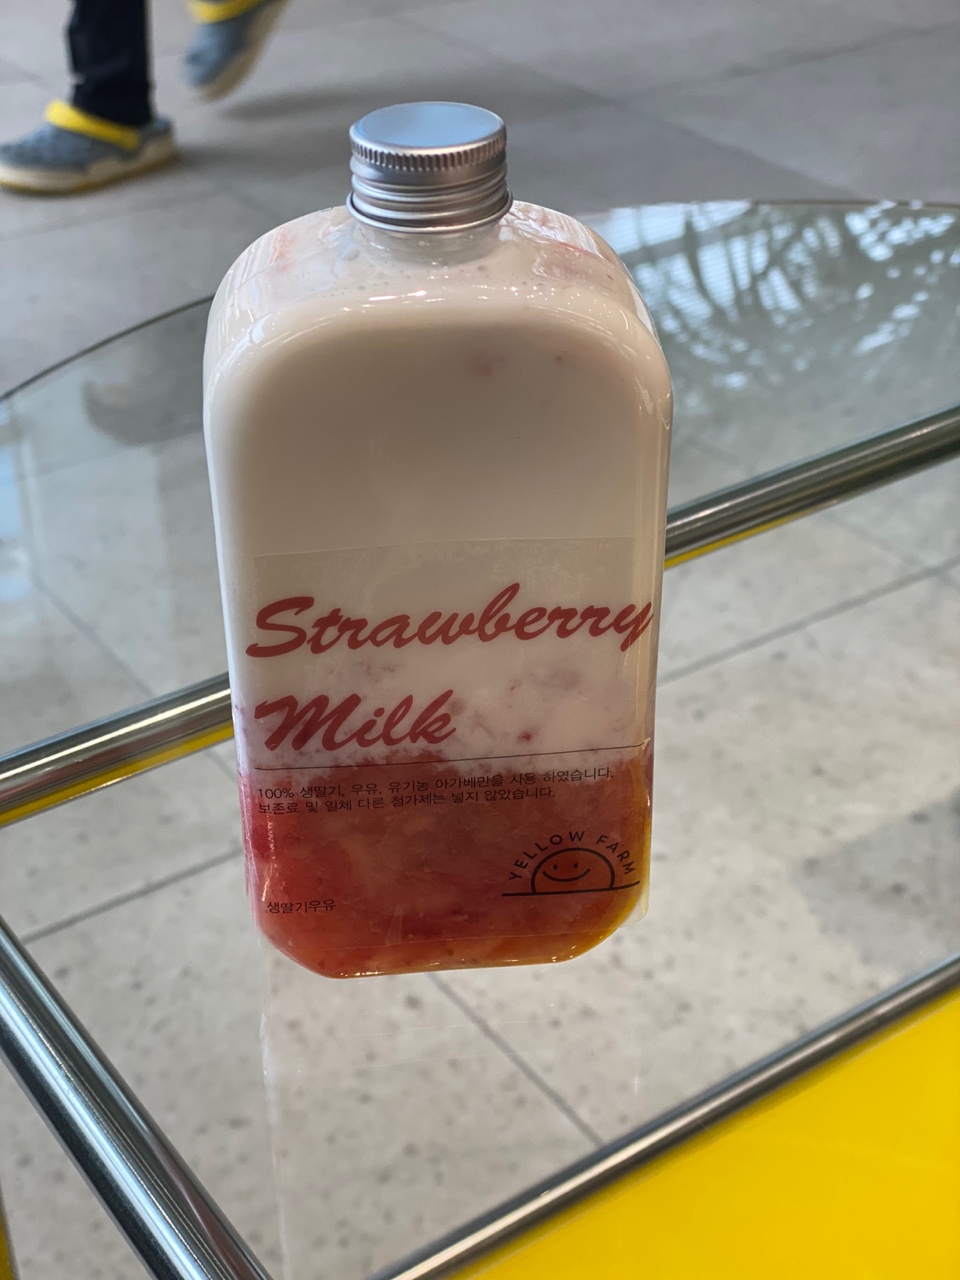 Strawberry
Milk
100% 생딸기, 우유, 유기농 아가베만을 사용 하였습니다.
보존료 및 일체 다른 첨가제는 넣지 않았습니다.
YELLOW FARM
생딸기우유